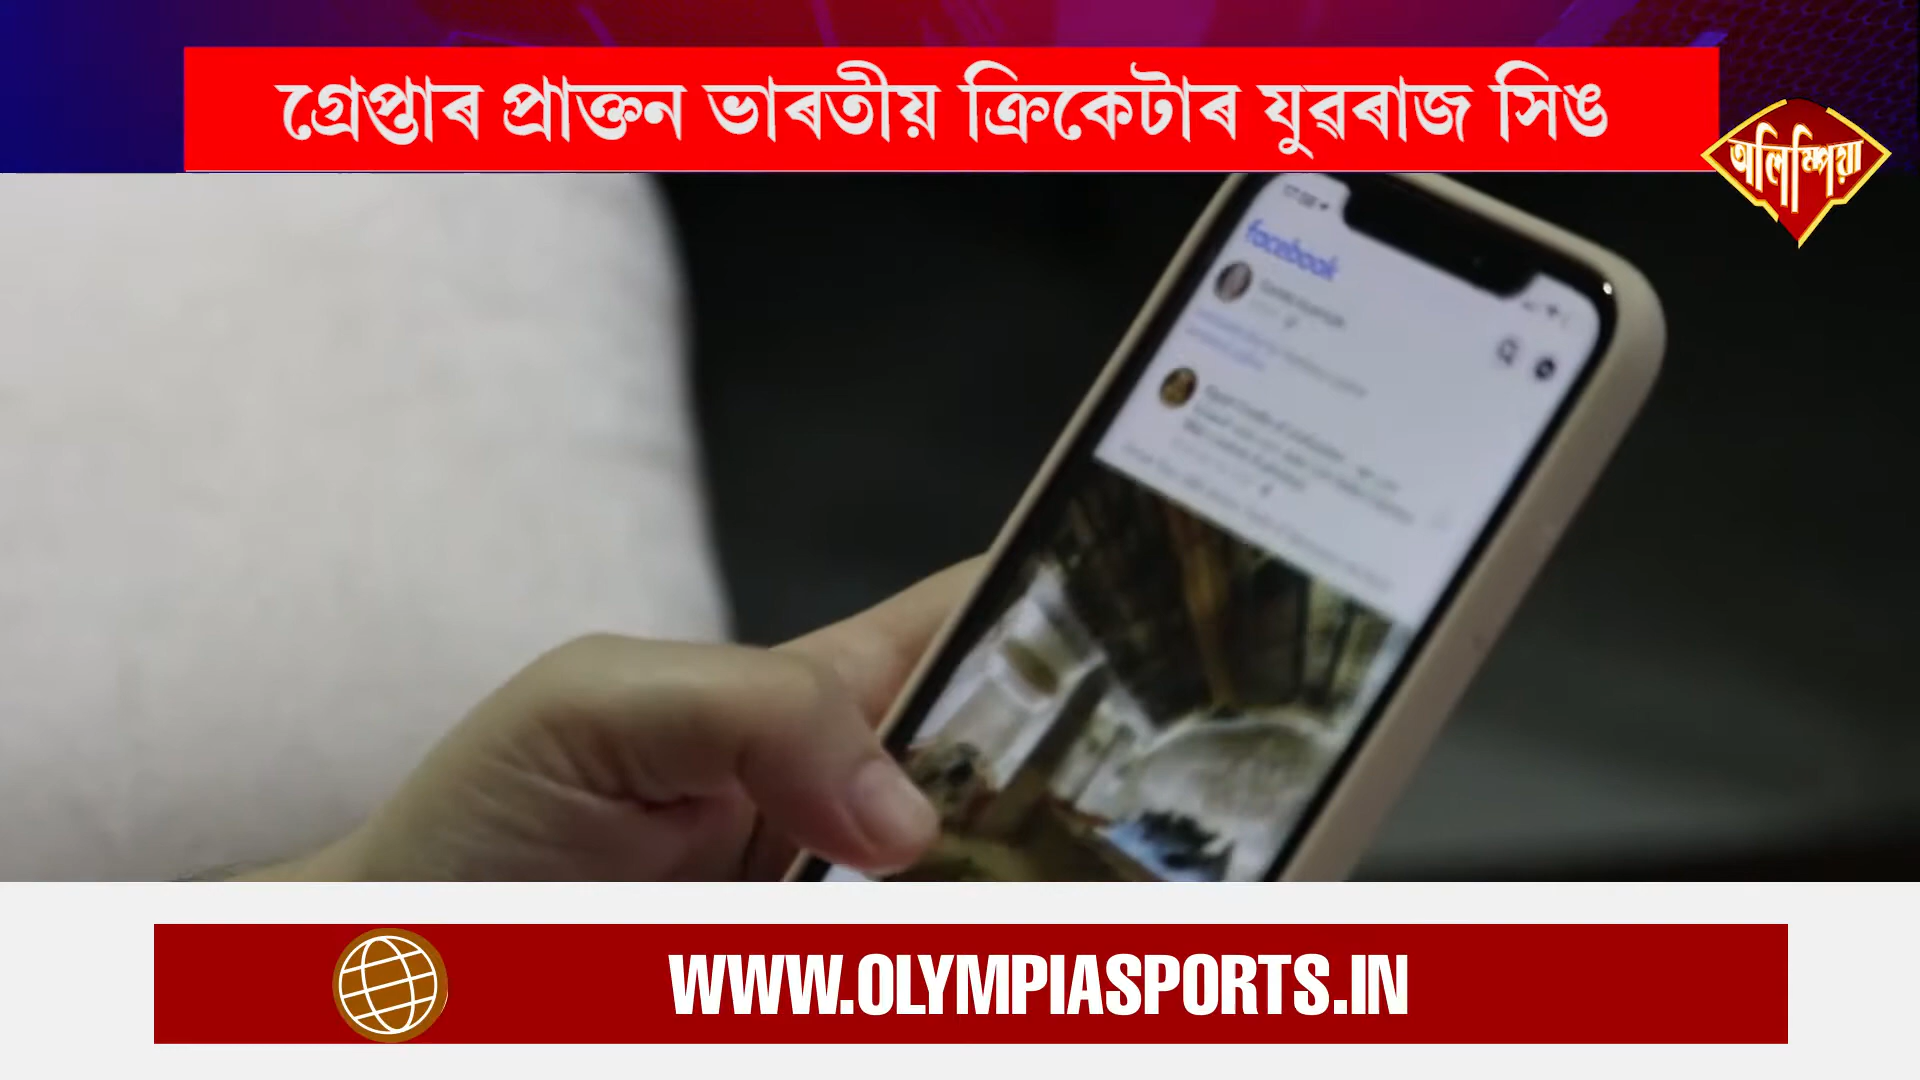 গ্ৰেপ্তাৰ প্ৰাক্তন ভাৰতীয় ক্ৰিকেটাৰ যুৱৰাজ সিঙ
অলিম্পিয়া
facebook
WWW.OLYMPIASPORTS.IN